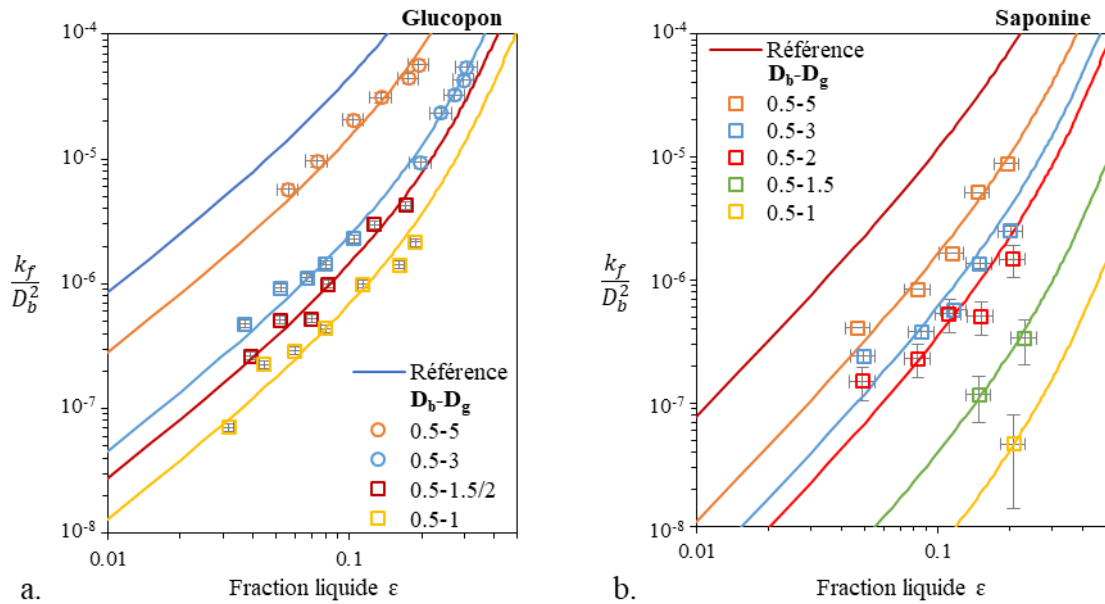 Glucopon
10⁻⁴
10⁻⁵
10⁻⁶
10⁻⁷
10⁻⁸
k_f
D_b^2
Référence
D_b-D_g
0.5-5
0.5-3
0.5-1.5/2
0.5-1
0.01
0.1
Fraction liquide ε
a.
Saponine
10⁻⁴
10⁻⁵
10⁻⁶
10⁻⁷
10⁻⁸
k_f
D_b^2
Référence
D_b-D_g
0.5-5
0.5-3
0.5-2
0.5-1.5
0.5-1
0.01
0.1
Fraction liquide ε
b.